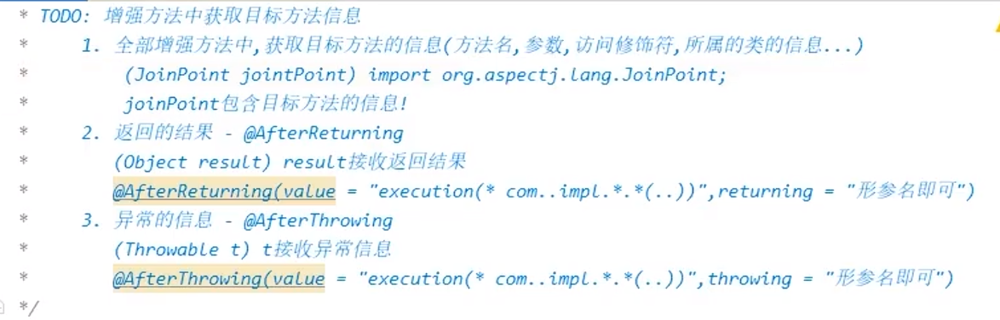 * TODO: 增强方法中获取目标方法信息
* 1. 全部增强方法中,获取目标方法的信息(方法名,参数,访问修饰符,所属的类的信息...)
* (JoinPoint jointPoint) import org.aspectj.lang.JoinPoint;
* joinPoint包含目标方法的信息!
* 2. 返回的结果 - @AfterReturning
* (Object result) result接收返回结果
* @AfterReturning(value = "execution(* com..impl.*.*(..))",returning = "形参名即可")
* 3. 异常的信息 - @AfterThrowing
* (Throwable t) t接收异常信息
* @AfterThrowing(value = "execution(* com..impl.*.*(..))",throwing = "形参名即可")
*/